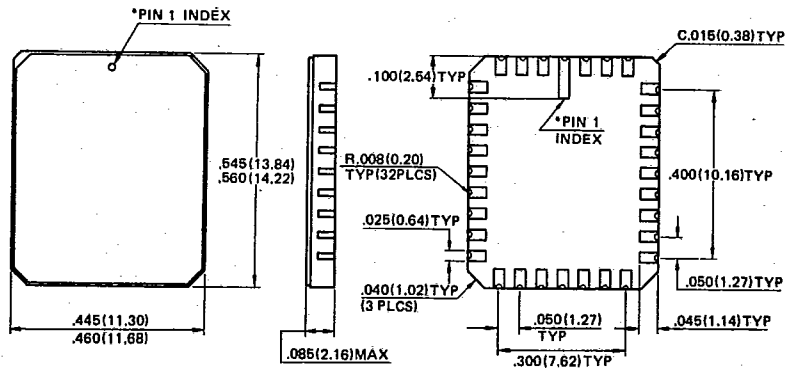 *PIN 1 INDEX
C.015(0.38)TYP
.100(2.54)TYP
*PIN 1
INDEX
.545(13.84)
.560(14.22)
R.008(0.20)
TYP(32PLCS)
.400(10.16)TYP
.025(0.64) TYP
.040(1.02)TYP
(3 PLCS)
.050(1.27)TYP
.445(11.30)
.460(11.68)
.085(2.16)MAX
.050(1.27)
TYP
.045(1.14)TYP
.300(7.62)TYP